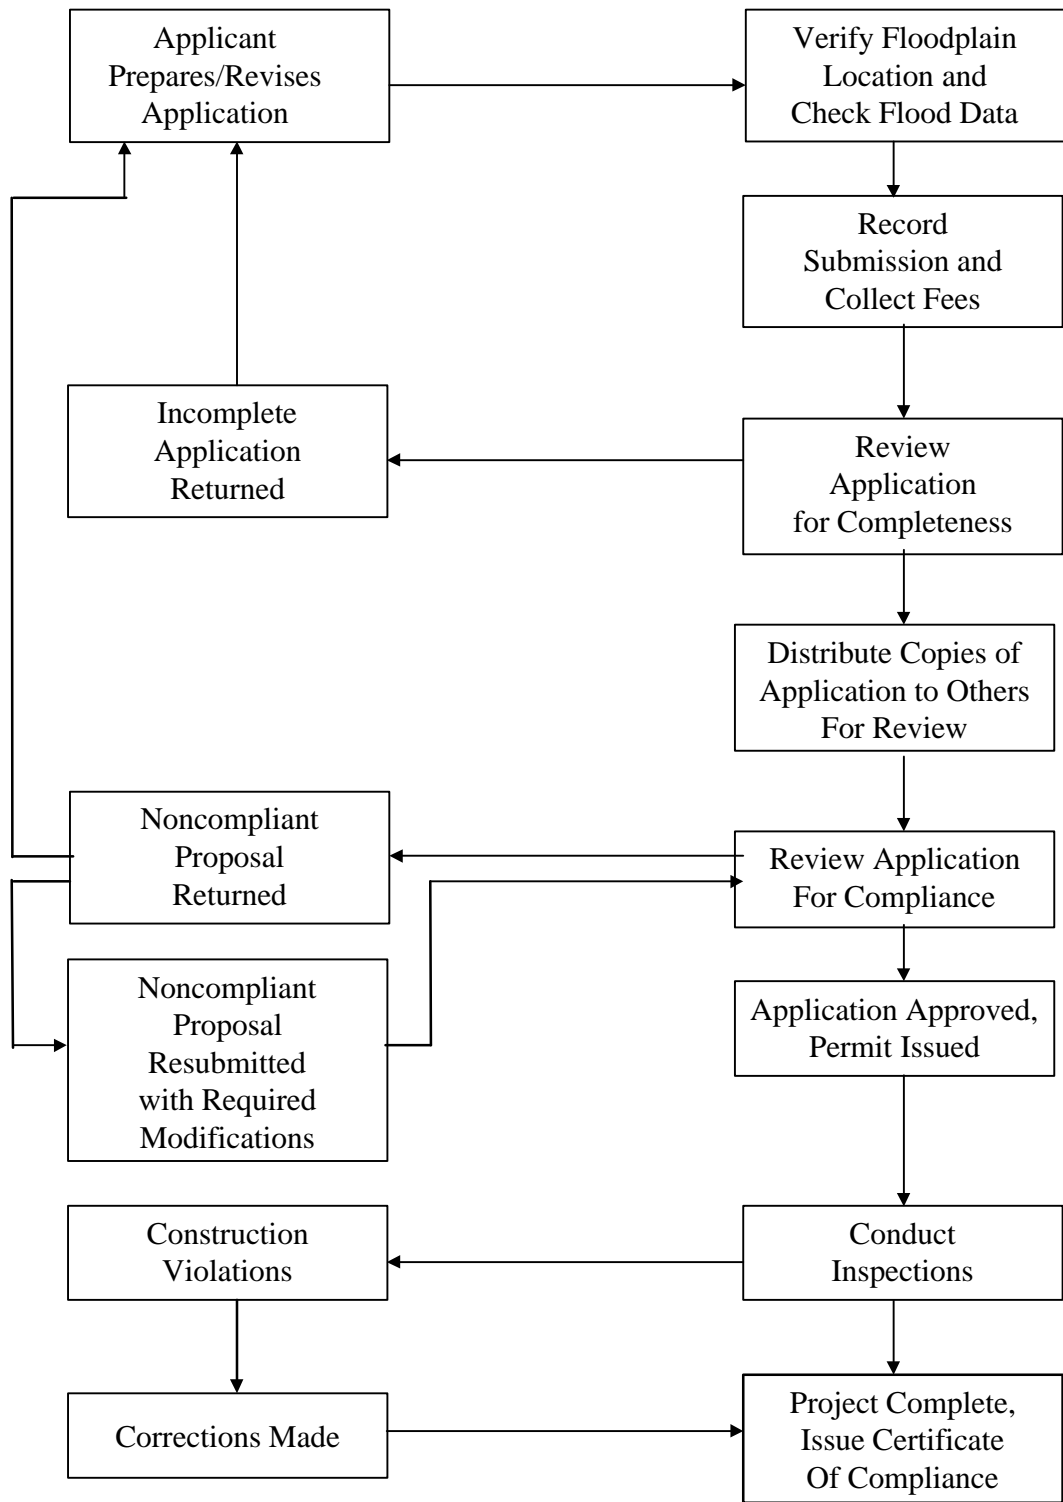 Applicant
Prepares/Revises
Application
Verify Floodplain
Location and
Check Flood Data
Record
Submission and
Collect Fees
Incomplete
Application
Returned
Review
Application
for Completeness
Distribute Copies of
Application to Others
For Review
Noncompliant
Proposal
Returned
Review Application
For Compliance
Noncompliant
Proposal
Resubmitted
with Required
Modifications
Application Approved,
Permit Issued
Construction
Violations
Conduct
Inspections
Corrections Made
Project Complete,
Issue Certificate
Of Compliance